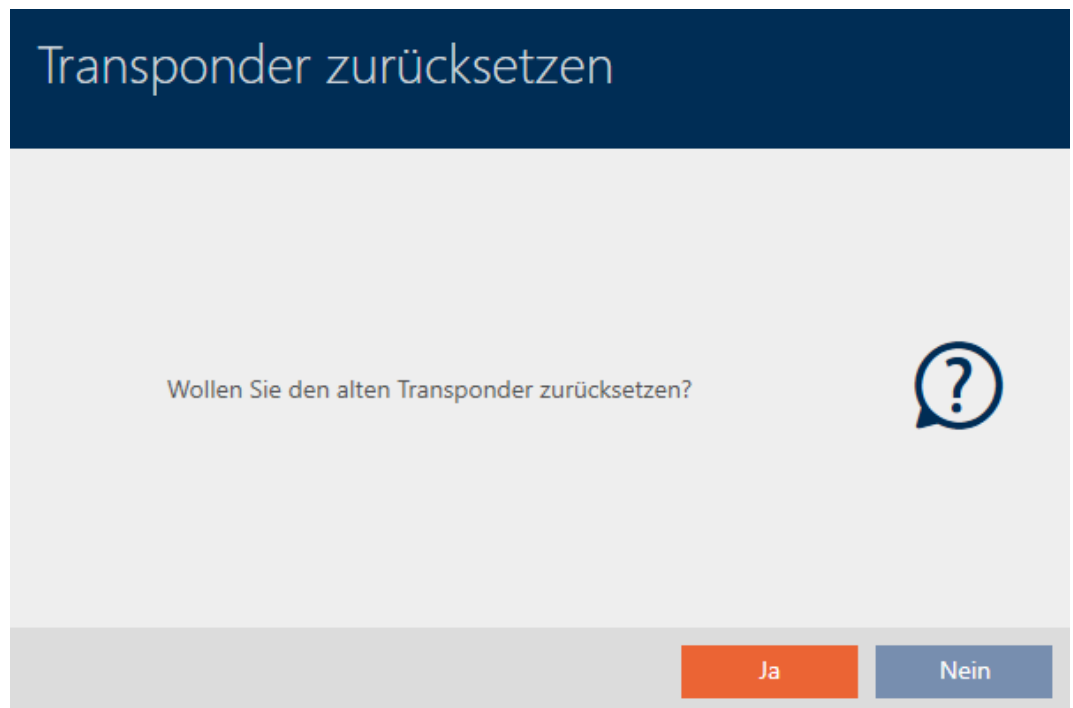 Transponder zurücksetzen
Wollen Sie den alten Transponder zurücksetzen?
?
Ja
Nein